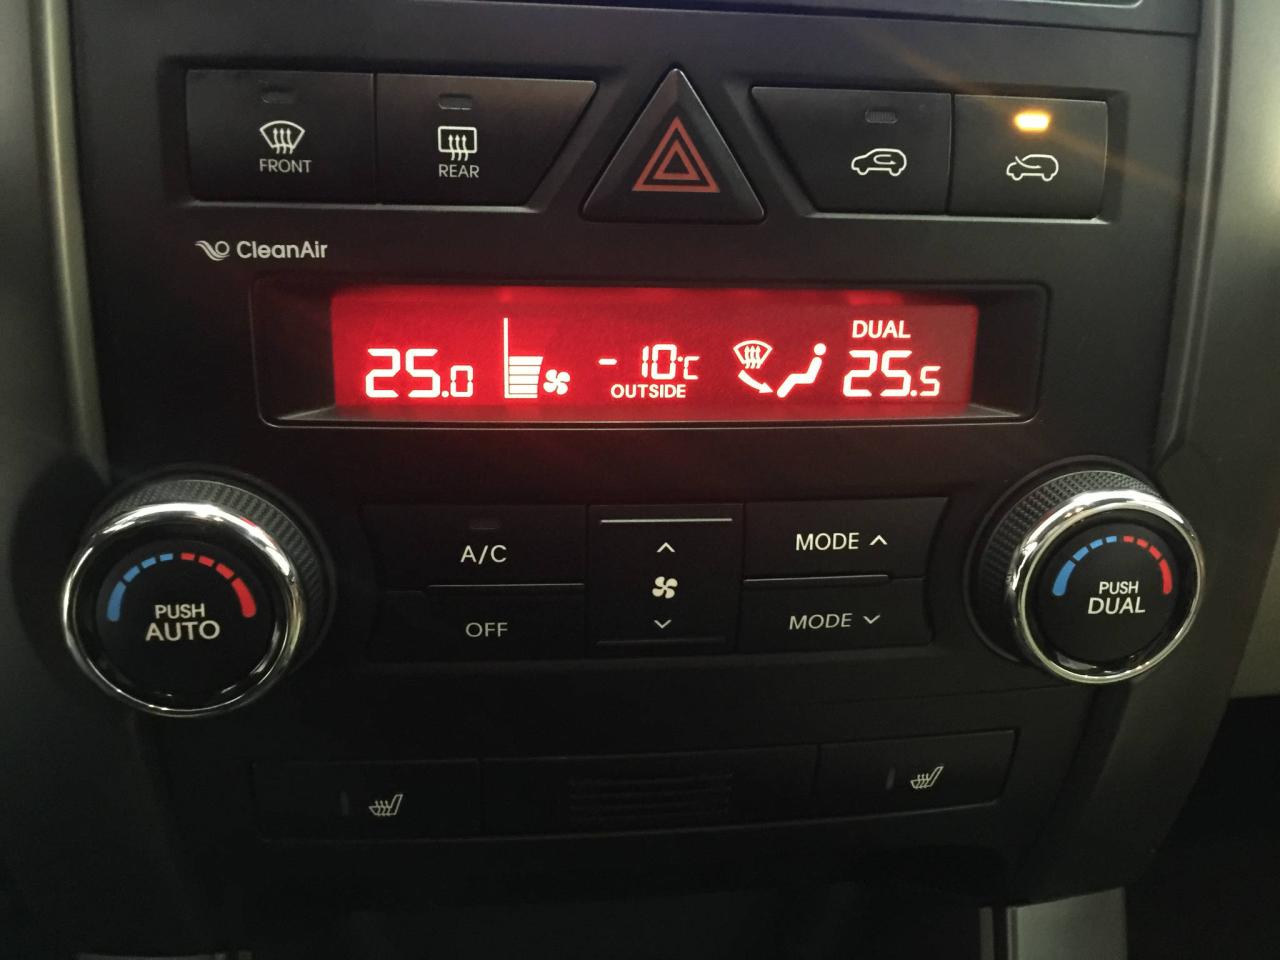 FRONT
REAR
CleanAir
DUAL
25.0
-10°C
25.5
OUTSIDE
A/C
MODE
PUSH
AUTO
PUSH
DUAL
OFF
MODE